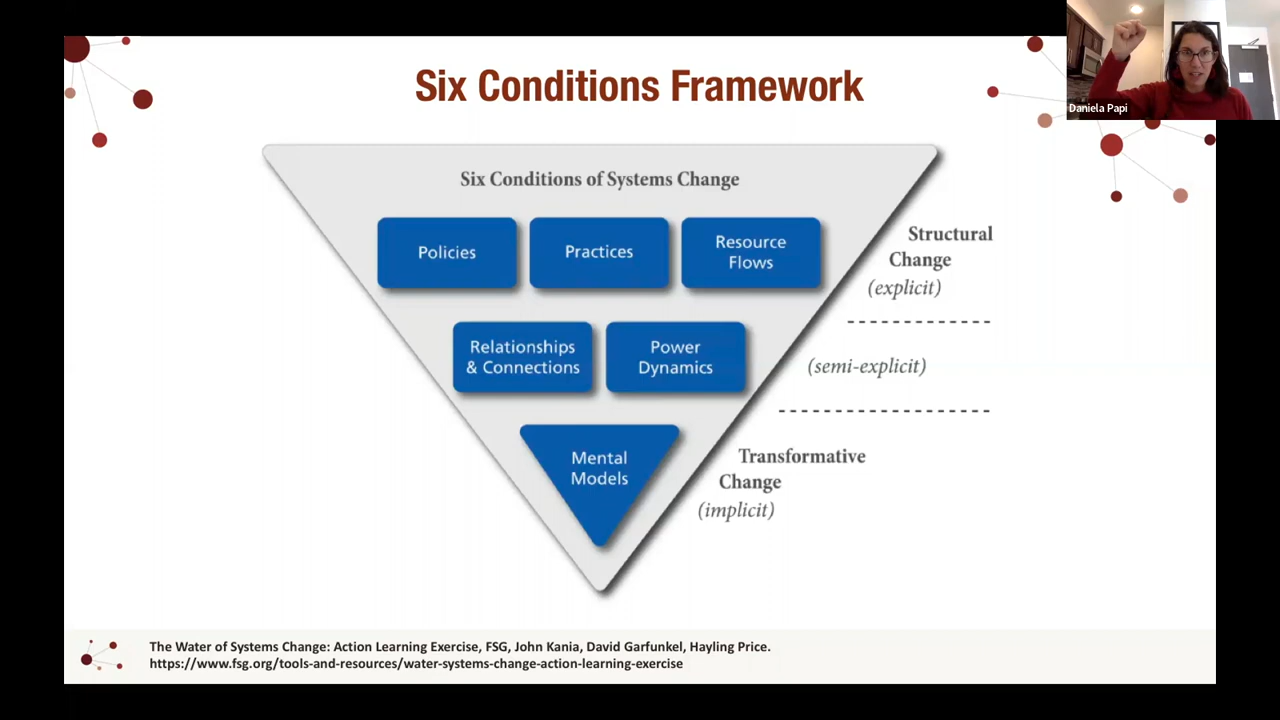 Six Conditions Framework
Daniela Papi
Six Conditions of Systems Change
Policies
Practices
Resource
Flows
Structural
Change
(explicit)
Relationships
& Connections
Power
Dynamics
(semi-explicit)
Mental
Models
Transformative
Change
(implicit)
The Water of Systems Change: Action Learning Exercise, FSG, John Kania, David Garfunkel, Hayling Price.
https://www.fsg.org/tools-and-resources/water-systems-change-action-learning-exercise